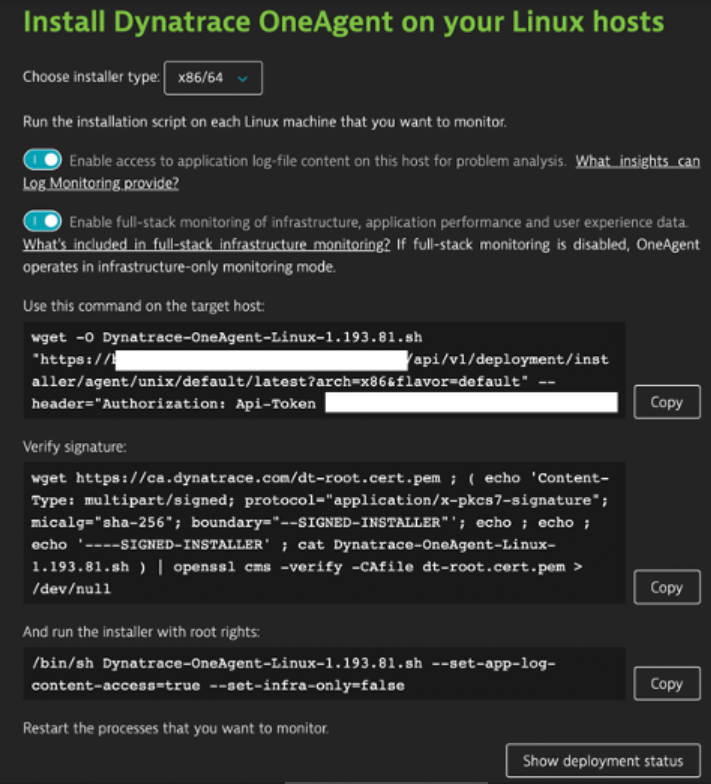 Install Dynatrace OneAgent on your Linux hosts
Choose installer type: x86/64
Run the installation script on each Linux machine that you want to monitor.
Enable access to application log-file content on this host for problem analysis. What insights can
Log Monitoring provide?
Enable full-stack monitoring of infrastructure, application performance and user experience data.
What's included in full-stack infrastructure monitoring? If full-stack monitoring is disabled, OneAgent
operates in infrastructure-only monitoring mode.
Use this command on the target host:
wget -O Dynatrace-OneAgent-Linux-1.193.81.sh
"https:// /api/v1/deployment/inst
aller/agent/unix/default/latest?arch=x86&flavor=default" --
header="Authorization: Api-Token
Copy
Verify signature:
wget https://ca.dynatrace.com/dt-root.cert.pem ; ( echo 'Content-
Type: multipart/signed; protocol="application/x-pkcs7-signature";
micalg="sha-256"; boundary="--SIGNED-INSTALLER"'; echo ; echo ;
echo '----SIGNED-INSTALLER' ; cat Dynatrace-OneAgent-Linux-
1.193.81.sh ) | openssl cms -verify -CAfile dt-root.cert.pem >
/dev/null
Copy
And run the installer with root rights:
/bin/sh Dynatrace-OneAgent-Linux-1.193.81.sh --set-app-log-
content-access=true --set-infra-only=false
Copy
Restart the processes that you want to monitor.
Show deployment status